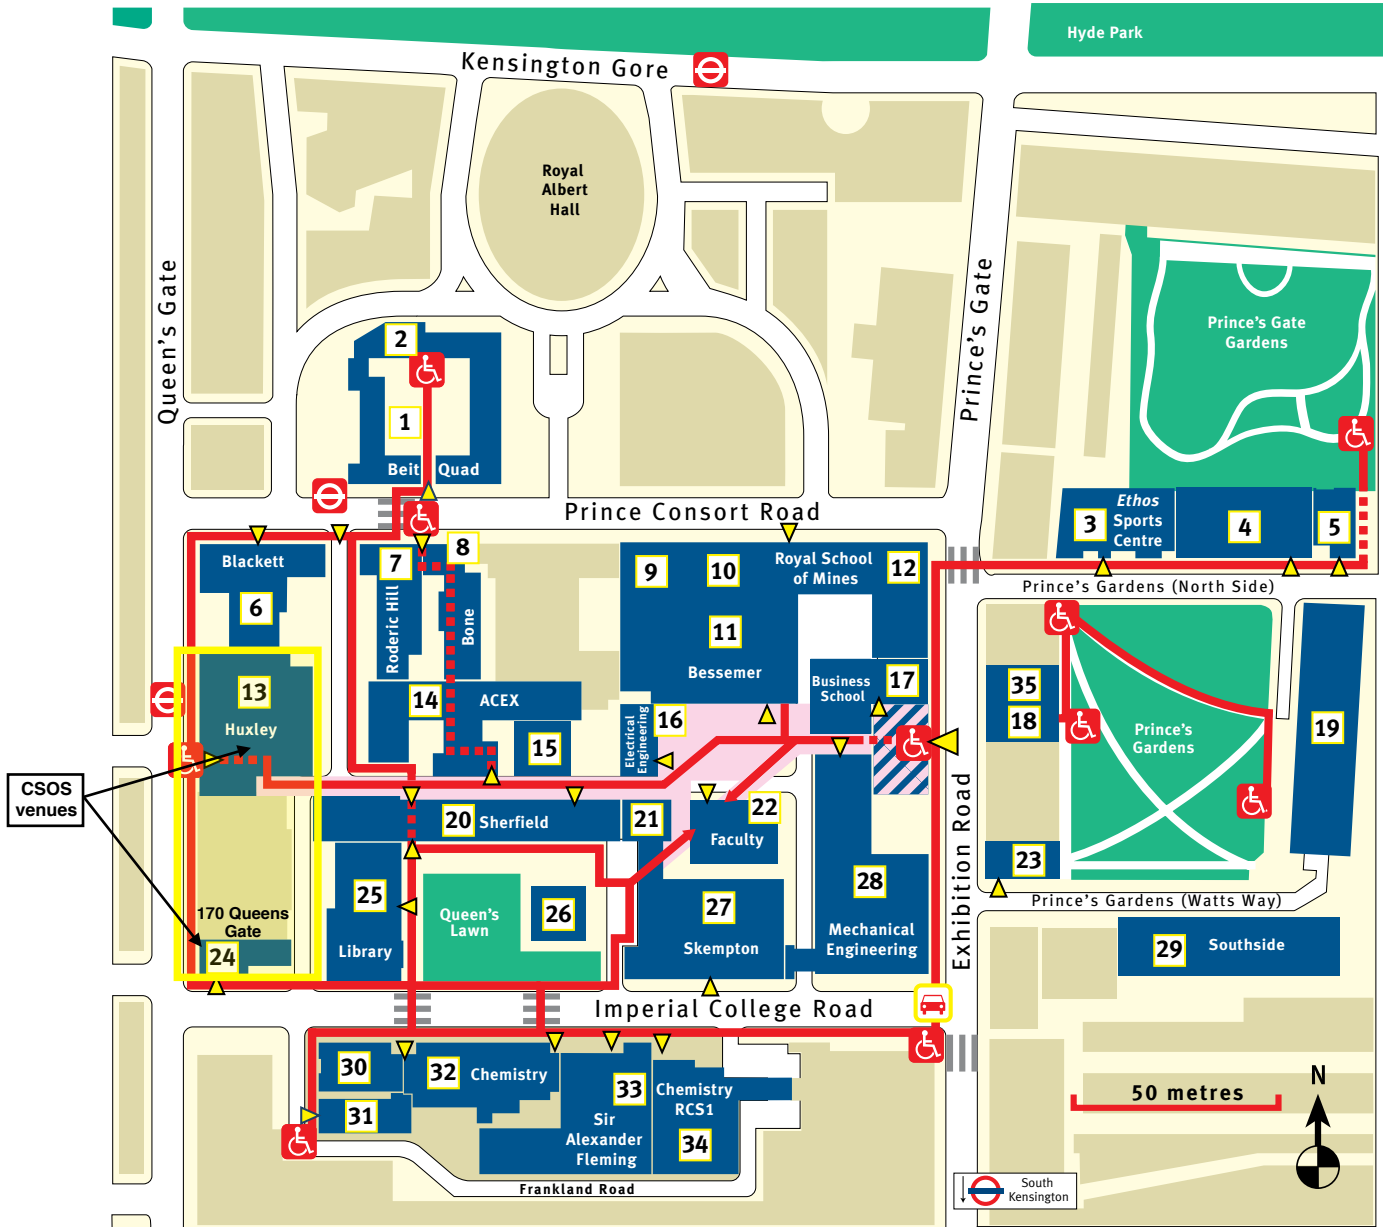 Hyde Park
Kensington Gore
Royal
Albert
Hall
Queen's Gate
Prince's Gate
Prince's Gate
Gardens
2
1
Beit Quad
Prince Consort Road
3
Ethos
Sports
Centre
4
5
Prince's Gardens (North Side)
Blackett
6
7
8
Roderic Hill
Bone
9
10
Royal School
of Mines
12
11
Bessemer
13
Huxley
14
ACEX
15
Electrical
Engineering
16
Business
School
17
35
18
Prince's
Gardens
19
CSOS
venues
20
Sherfield
21
22
Faculty
Exhibition Road
23
Prince's Gardens (Watts Way)
170 Queens
Gate
24
25
Library
Queen's
Lawn
26
27
Skempton
28
Mechanical
Engineering
29
Southside
Imperial College Road
30
31
32
Chemistry
33
Sir
Alexander
Fleming
Chemistry
RCS1
34
Frankland Road
50 metres
N
South
Kensington